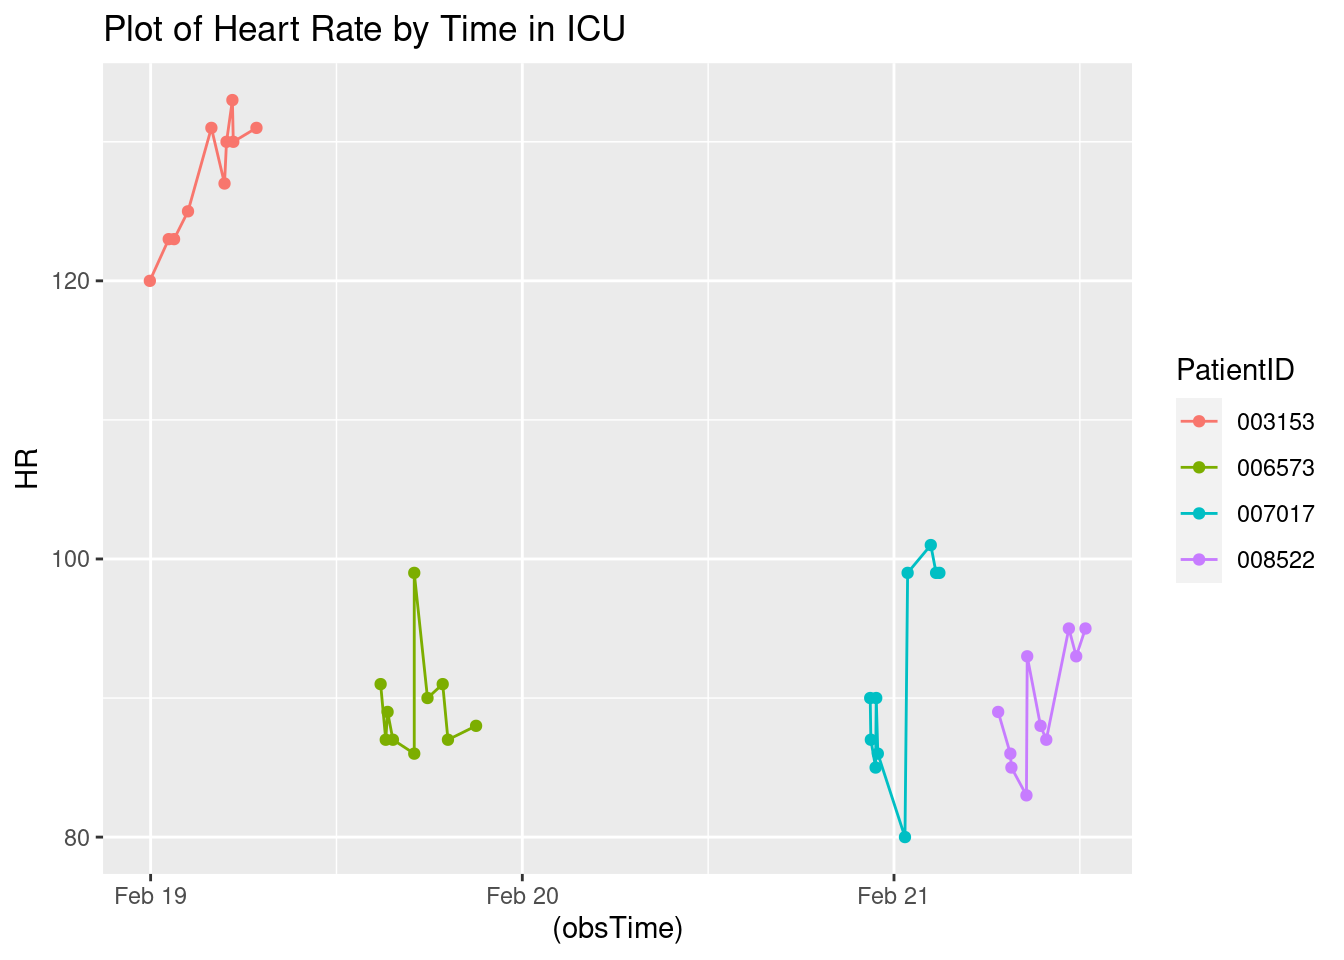 Plot of Heart Rate by Time in ICU
HR
120
100
80
Feb 19
Feb 20
Feb 21
(obsTime)
PatientID
003153
006573
007017
008522